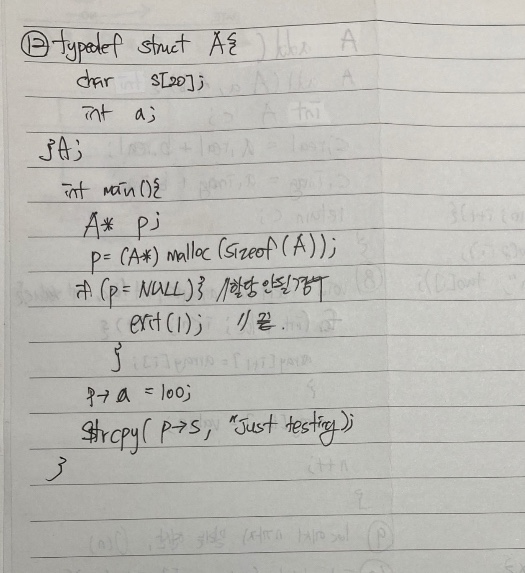 ⑫ typedef struct A{
char s[20];
int a;
}A;
int main(){
A* p;
p= (A*) malloc (sizeof(A));
if (p= NULL) { //할당 안될경우
exit(1); // 끝.
}
p→a =100;
strcpy( p→s, "Just testing);
}